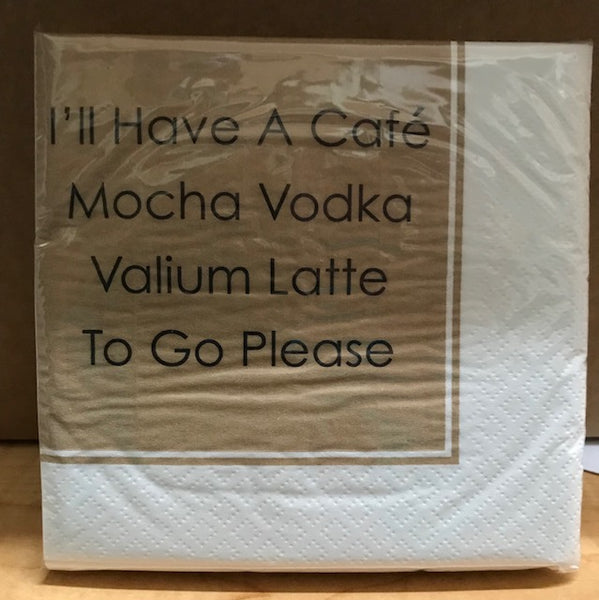 I'll Have A Café
Mocha Vodka
Valium Latte
To Go Please